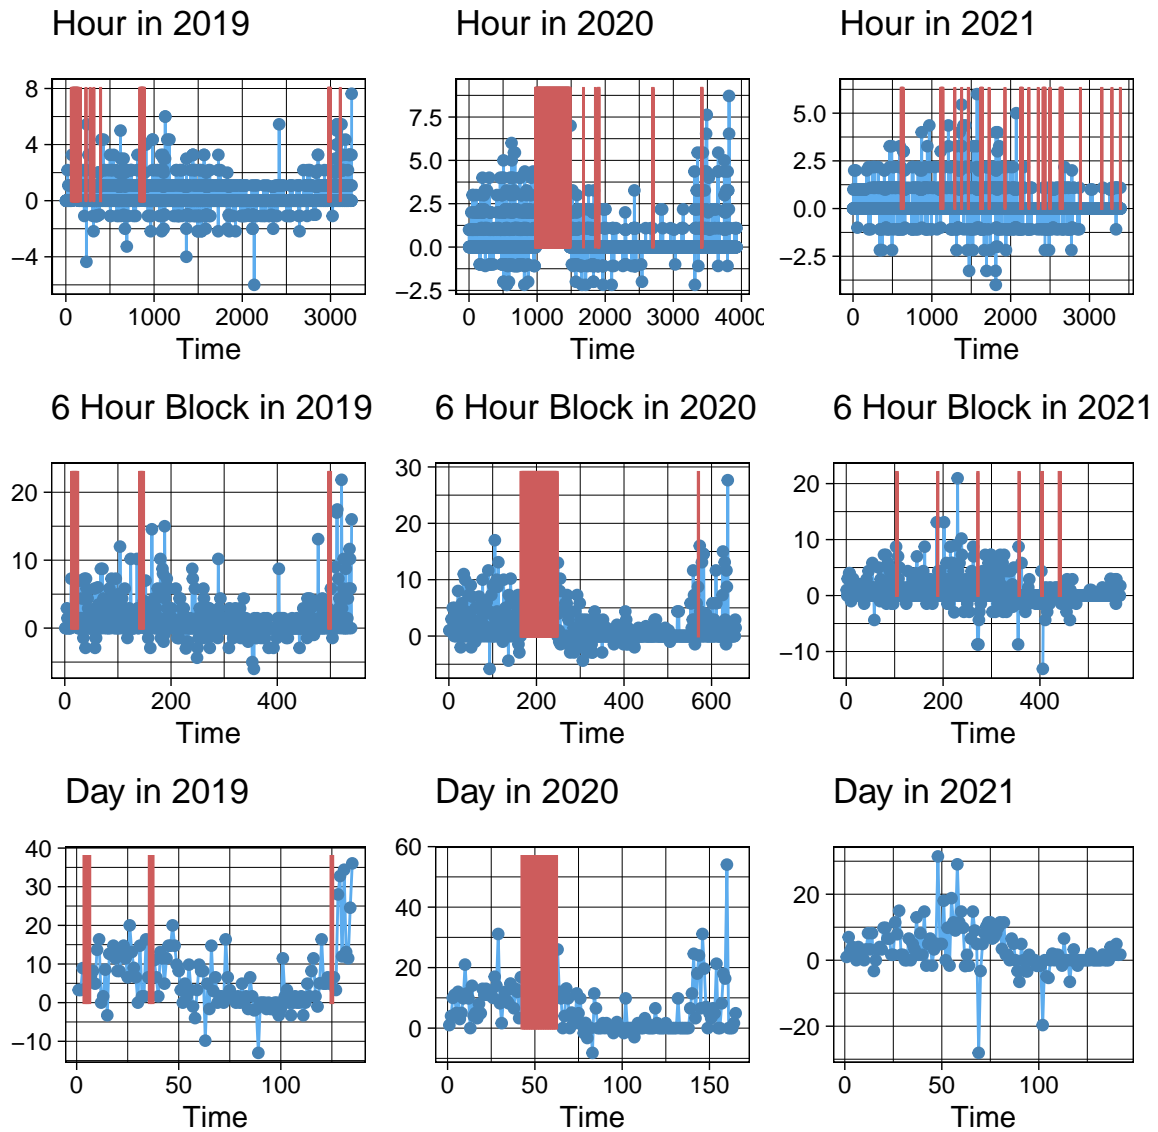 Hour in 2019
Hour in 2020
Hour in 2021
8
4
0
−4
0 1000 2000 3000
Time
7.5
5.0
2.5
0.0
−2.5
0 1000 2000 3000 4000
Time
5.0
2.5
0.0
−2.5
0 1000 2000 3000
Time
6 Hour Block in 2019
6 Hour Block in 2020
6 Hour Block in 2021
20
10
0
0 200 400
Time
30
20
10
0
0 200 400 600
Time
20
10
0
−10
0 200 400
Time
Day in 2019
Day in 2020
Day in 2021
40
30
20
10
0
−10
0 50 100
Time
60
40
20
0
0 50 100 150
Time
20
0
−20
0 50 100
Time